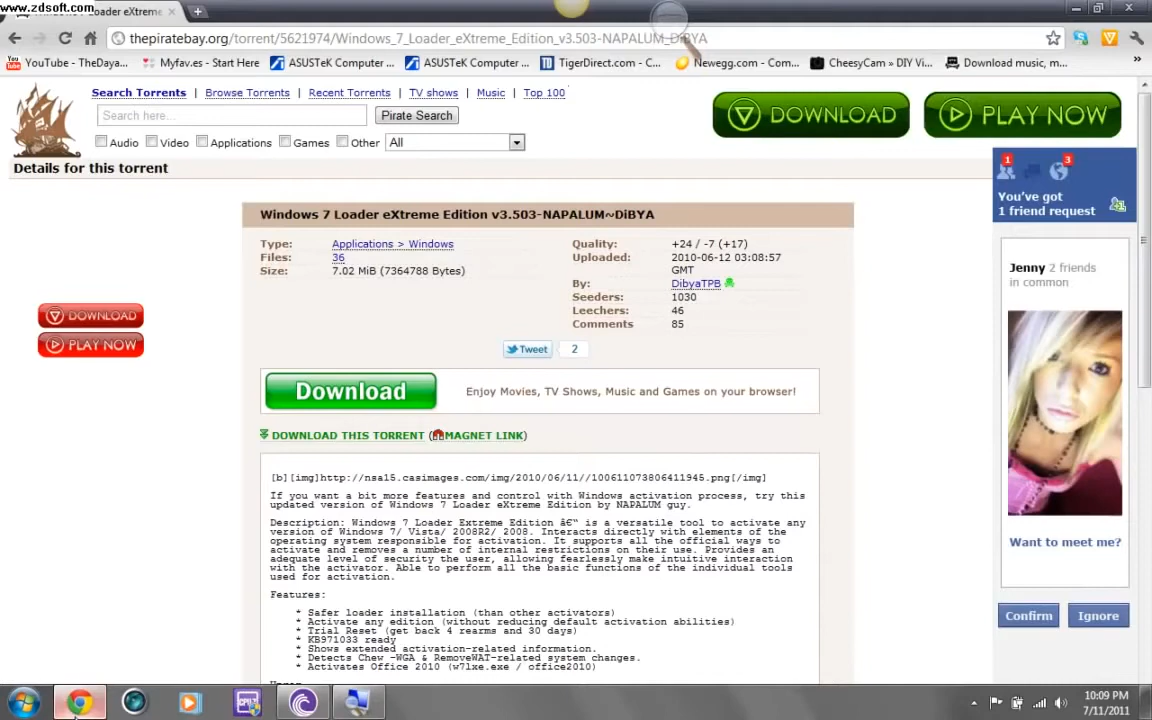 www.zdsoft.com
Windows 7 Loader eXtreme
thepiratebay.org/torrent/5621974/Windows_7_Loader_eXtreme_Edition_v3.503-NAPALUM_DiBYA
YouTube - TheDaya... Myfav.es - Start Here ASUSTeK Computer ... ASUSTeK Computer ... TigerDirect.com - C... Newegg.com - Com... CheesyCam » DIY Vi... Download music, m... »
Search Torrents | Browse Torrents | Recent Torrents | TV shows | Music | Top 100
Search here... Pirate Search
DOWNLOAD PLAY NOW
Audio Video Applications Games Other All
Details for this torrent
1 3
You've got
1 friend request
Windows 7 Loader eXtreme Edition v3.503-NAPALUM~DiBYA
Type: Applications > Windows
Files: 36
Size: 7.02 MiB (7364788 Bytes)
Quality: +24 / -7 (+17)
Uploaded: 2010-06-12 03:08:57
GMT
By: DibyaTPB
Seeders: 1030
Leechers: 46
Comments 85
Jenny 2 friends
in common
DOWNLOAD
PLAY NOW
Tweet 2
Download Enjoy Movies, TV Shows, Music and Games on your browser!
DOWNLOAD THIS TORRENT (MAGNET LINK)
[b][img]http://nsa15.casimages.com/img/2010/06/11//100611073806411945.png[/img]
If you want a bit more features and control with Windows activation process, try this
updated version of Windows 7 Loader eXtreme Edition by NAPALUM guy.
Description: Windows 7 Loader Extreme Edition â€“ is a versatile tool to activate any
version of Windows 7/ Vista/ 2008R2/ 2008. Interacts directly with elements of the
operating system responsible for activation. It supports all the official ways to
activate and removes a number of internal restrictions on their use. Provides an
adequate level of security the user, allowing fearlessly make intuitive interaction
with the activator. Able to perform all the basic functions of the individual tools
used for activation.
Features:
* Safer loader installation (than other activators)
* Activate any edition (without reducing default activation abilities)
* Trial Reset (get back 4 rearms and 30 days)
* KB971033 ready
* Shows extended activation-related information.
* Detects Chew -WGA & RemoveWAT-related system changes.
* Activates Office 2010 (w7lxe.exe / office2010)
Want to meet me?
Confirm Ignore
10:09 PM
7/11/2011